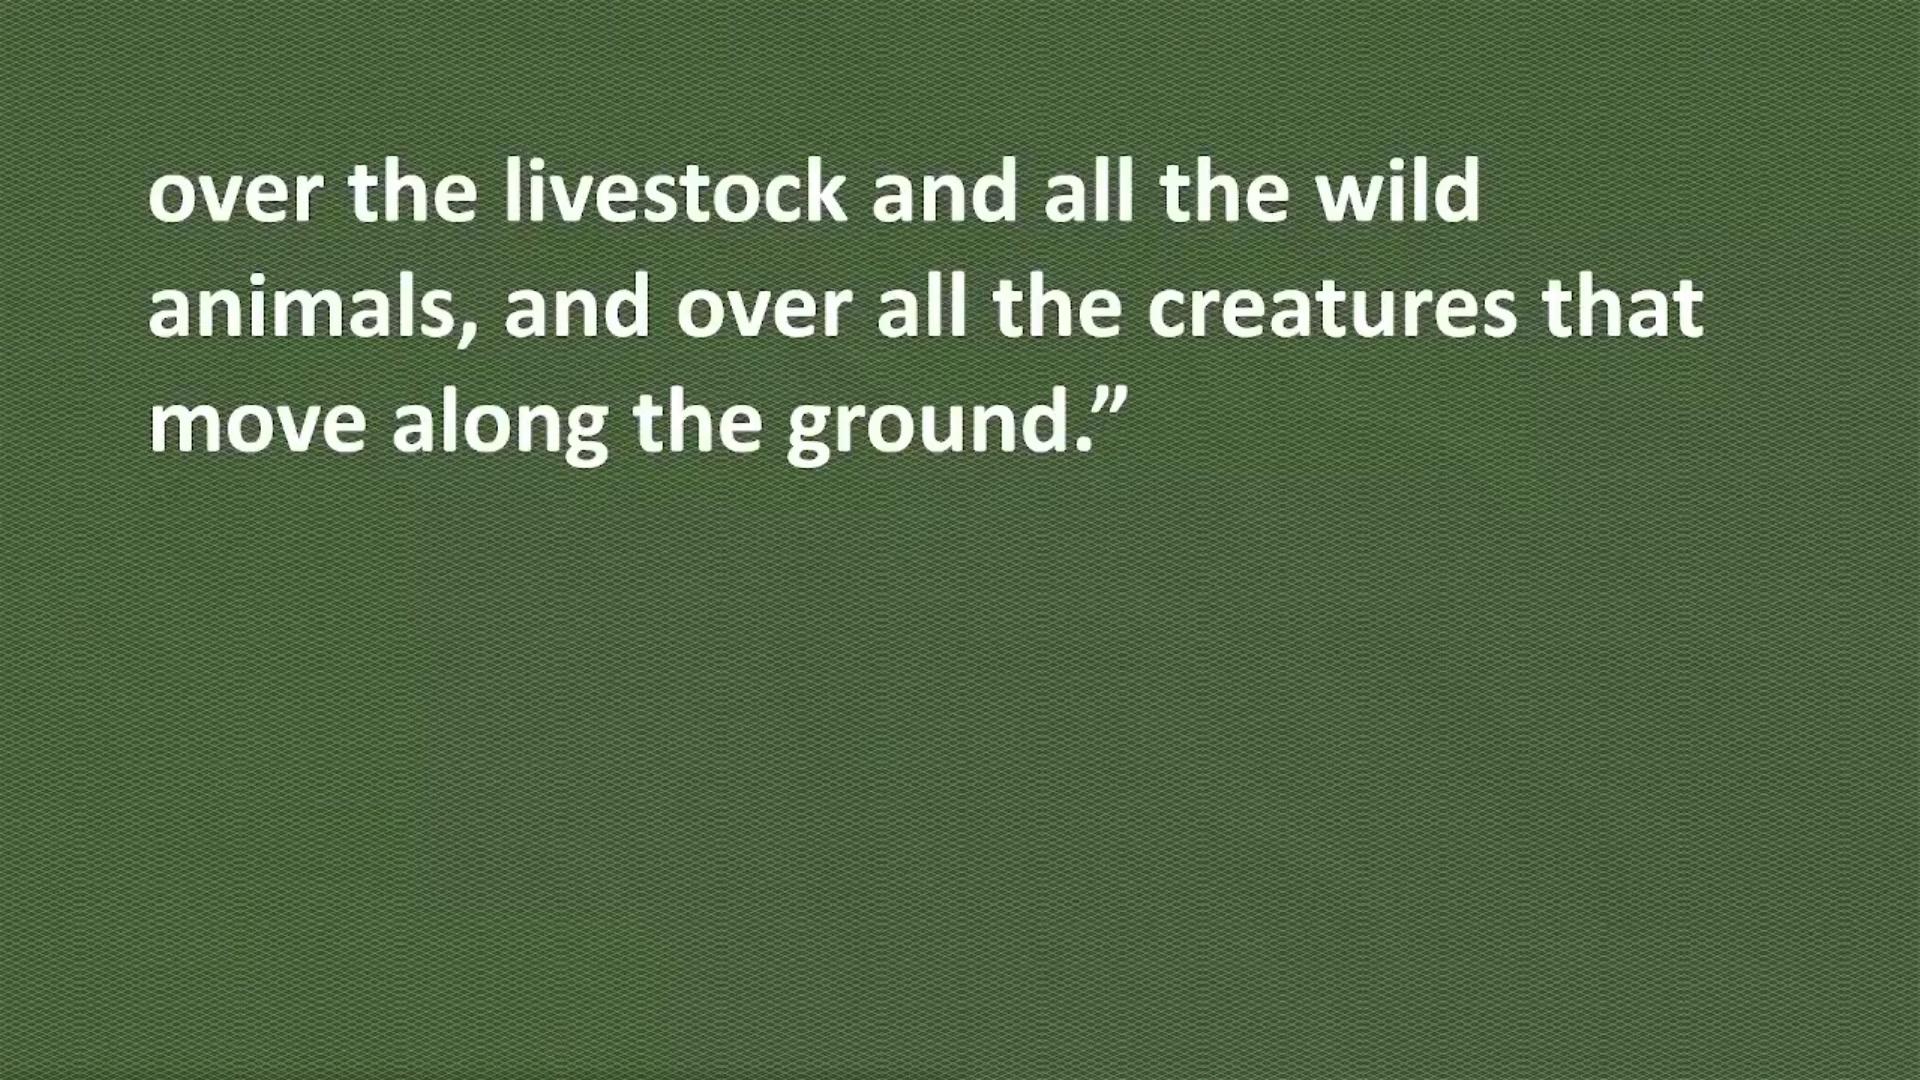 over the livestock and all the wild
animals, and over all the creatures that
move along the ground.”